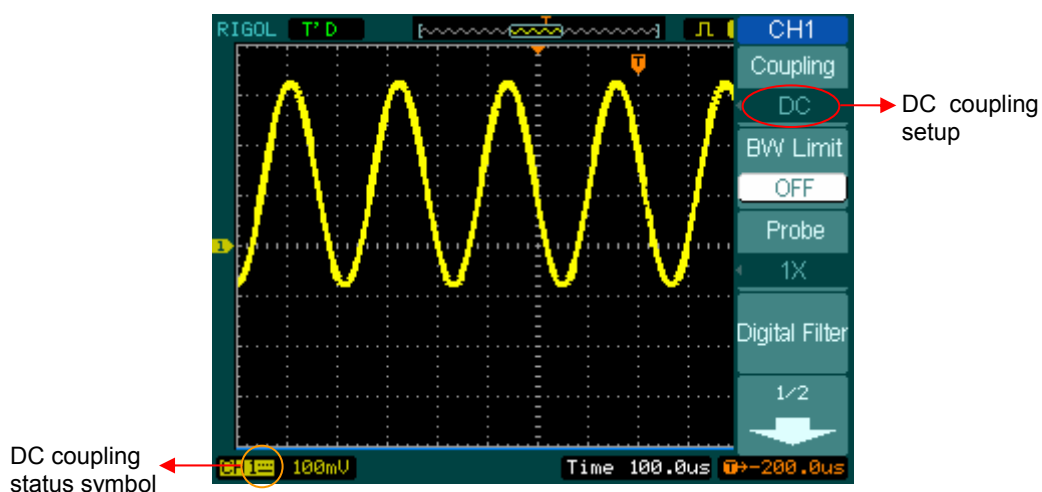 RIGOL T'D T CH1
T
Coupling
DC
DC coupling
setup
BW Limit
OFF
Probe
1
1X
Digital Filter
1/2
DC coupling
status symbol
CH1 100mV Time 100.0us T→-200.0us